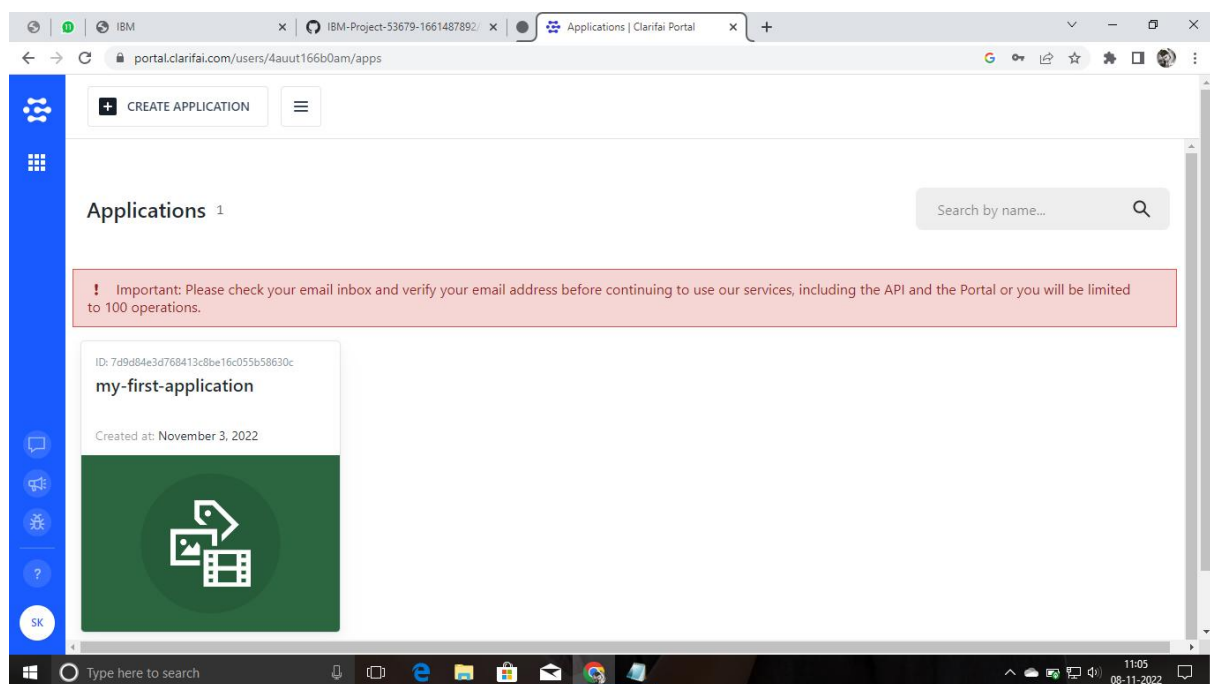 IBM
IBM-Project-53679-1661487892/
Applications | Clarifai Portal
portal.clarifai.com/users/4auut166b0am/apps
CREATE APPLICATION
Applications 1
Search by name...
! Important: Please check your email inbox and verify your email address before continuing to use our services, including the API and the Portal or you will be limited
to 100 operations.
ID: 7d9d84e3d768413c8be16c055b58630c
my-first-application
Created at: November 3, 2022
?
SK
Type here to search
11:05
08-11-2022